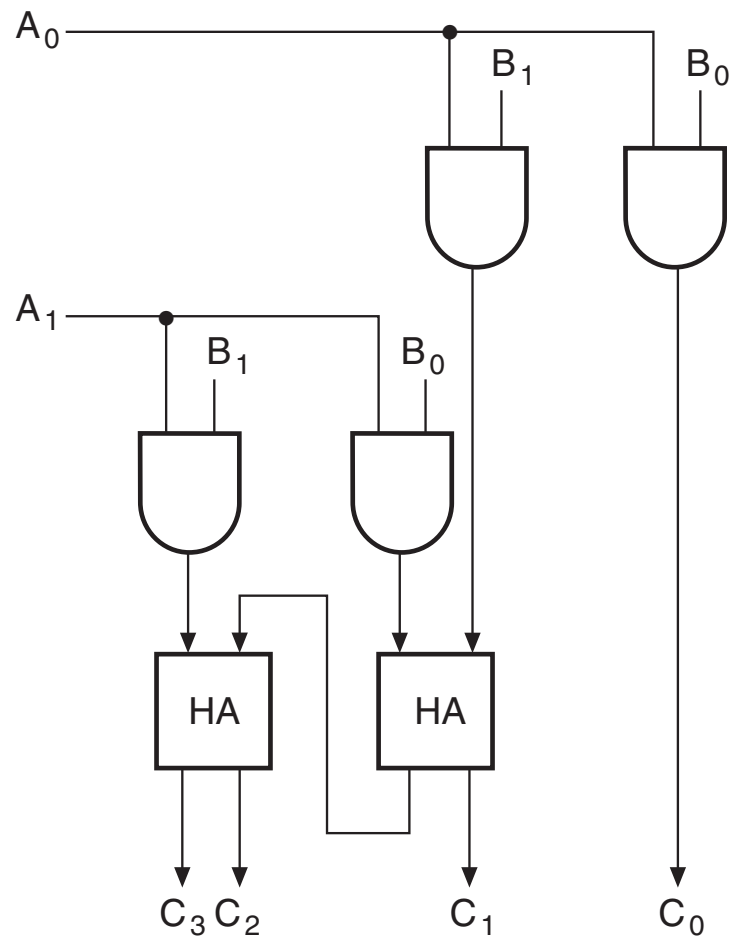 A₀
B₁ B₀
A₁
B₁ B₀
HA HA
C₃ C₂ C₁ C₀